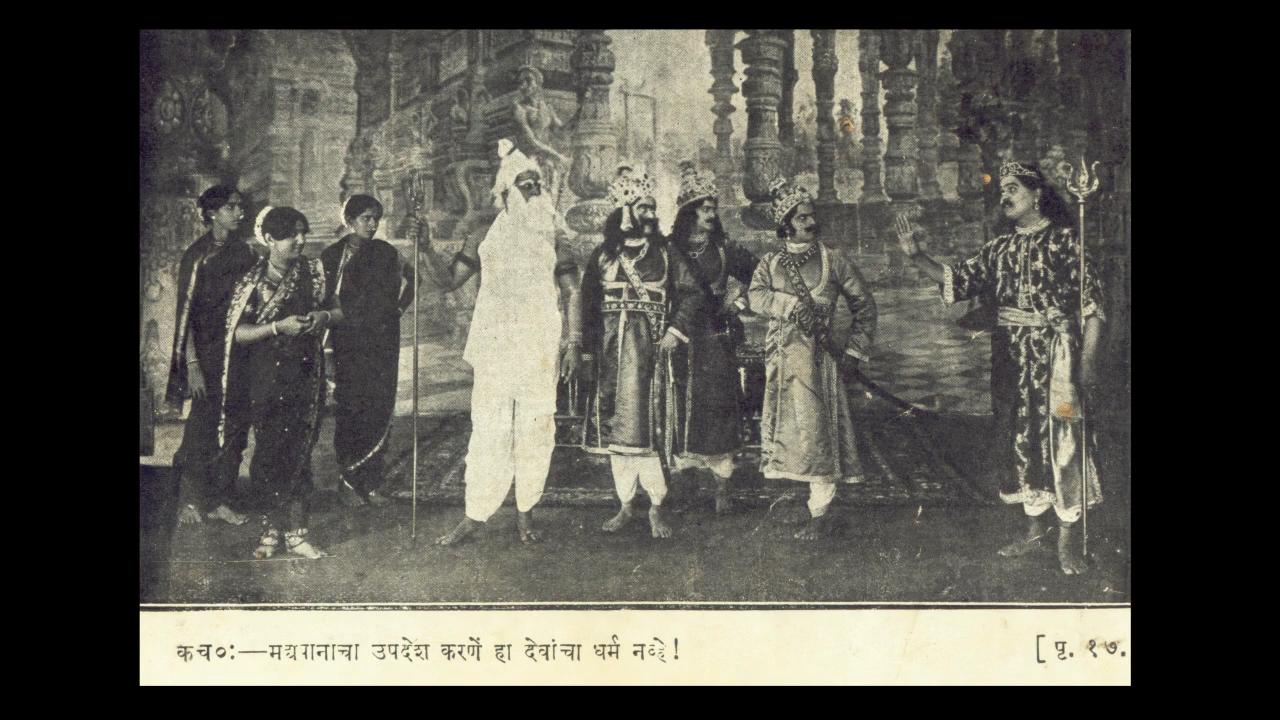 कच०:—मद्यपानाचा उपदेश करणें हा देवांचा धर्म नव्हे! [ पृ. १७.